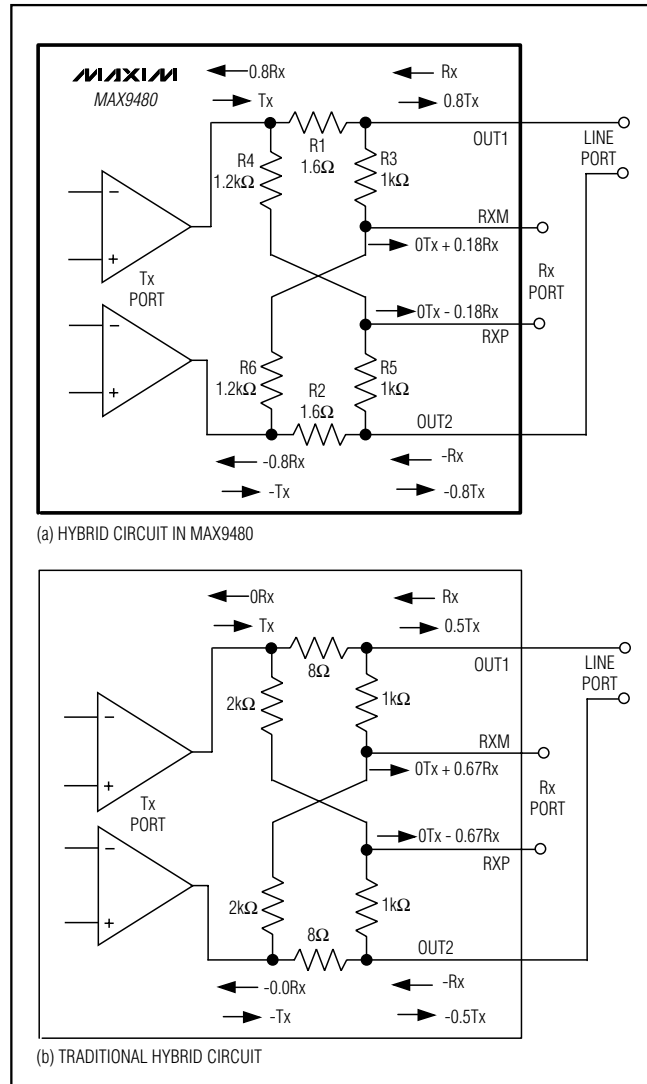 MAXIM
MAX9480
0.8Rx
Rx
Tx
0.8Tx
R1
1.6Ω
OUT1
LINE
PORT
R4
1.2kΩ
R3
1kΩ
RXM
0Tx + 0.18Rx
Tx
PORT
Rx
PORT
0Tx - 0.18Rx
RXP
R6
1.2kΩ
R5
1kΩ
R2
1.6Ω
OUT2
-0.8Rx
-Rx
-Tx
-0.8Tx
(a) HYBRID CIRCUIT IN MAX9480
0Rx
Rx
Tx
0.5Tx
8Ω
OUT1
LINE
PORT
2kΩ
1kΩ
RXM
0Tx + 0.67Rx
Tx
PORT
Rx
PORT
0Tx - 0.67Rx
RXP
2kΩ
1kΩ
8Ω
OUT2
-0.0Rx
-Rx
-Tx
-0.5Tx
(b) TRADITIONAL HYBRID CIRCUIT